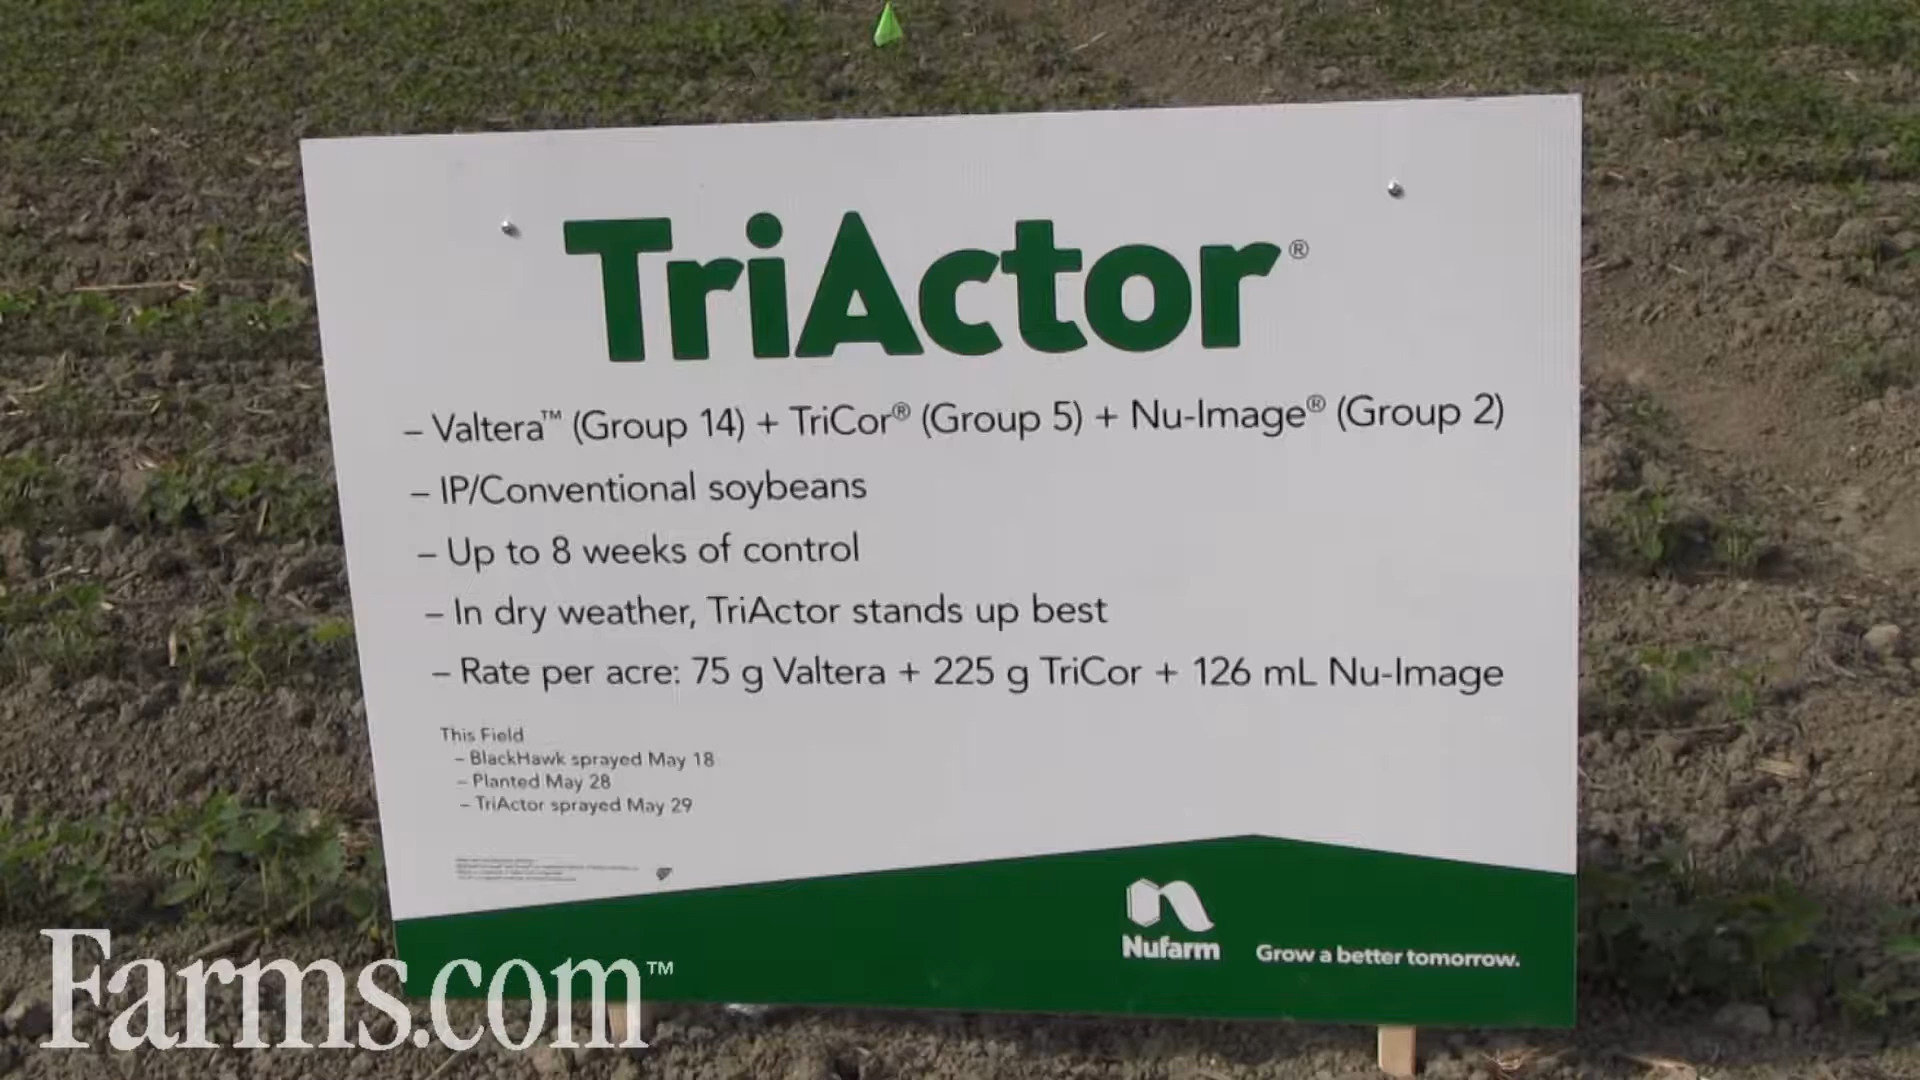 TriActor®
– Valtera™ (Group 14) + TriCor® (Group 5) + Nu-Image® (Group 2)
– IP/Conventional soybeans
– Up to 8 weeks of control
– In dry weather, TriActor stands up best
– Rate per acre: 75 g Valtera + 225 g TriCor + 126 mL Nu-Image
This Field
– BlackHawk sprayed May 18
– Planted May 28
– TriActor sprayed May 29
Nufarm
Grow a better tomorrow.
Farms.com™